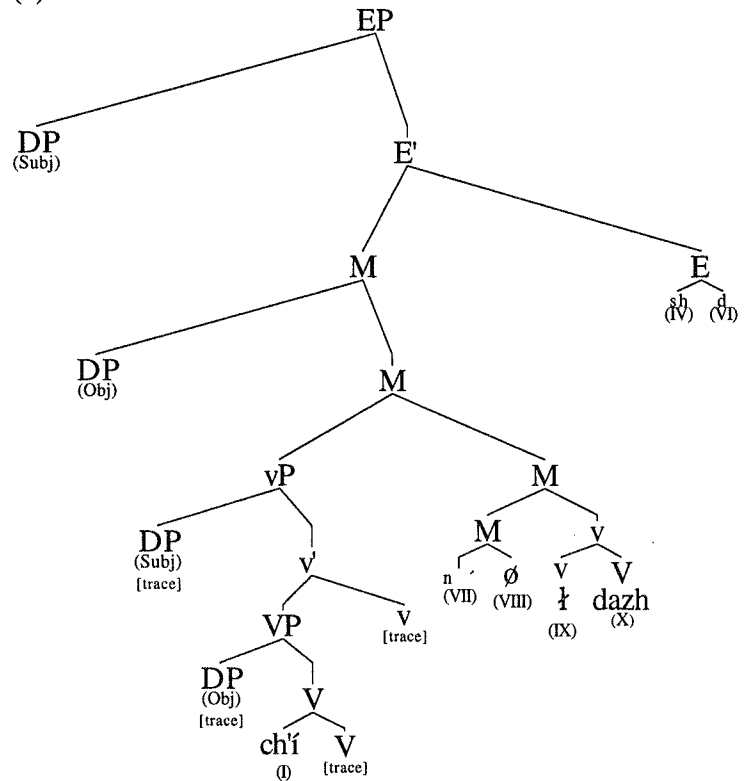 EP
DP
(Subj)
E'
M E
sh d
(IV) (VI)
DP
(Obj)
M
vP M
DP
(Subj)
[trace]
v'
M v
n ø v V
(VII) (VIII) ł dazh
(IX) (X)
VP v
[trace]
DP
(Obj)
[trace]
V
ch'í V
(I) [trace]